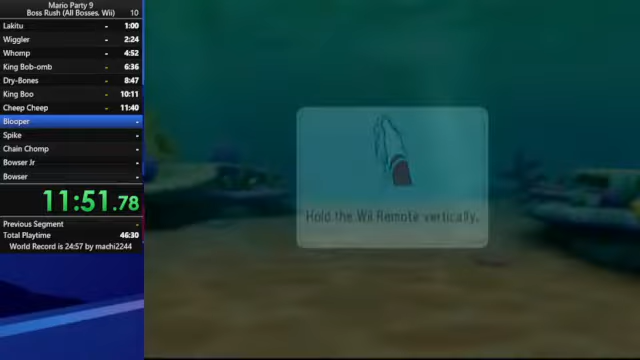 Mario Party 9
Boss Rush (All Bosses, Wii) 10
Lakitu - 1:00
Wiggler - 2:24
Whomp - 4:52
King Bob-omb - 6:36
Dry-Bones - 8:47
King Boo - 10:11
Cheep Cheep - 11:40
Blooper -
Spike -
Chain Chomp -
Bowser Jr -
Bowser -
11:51.78
Previous Segment -
Total Playtime 46:30
World Record is 24:57 by machi2244
Hold the Wii Remote vertically.